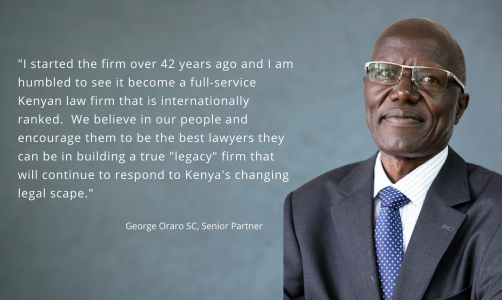 "I started the firm over 42 years ago and I am
humbled to see it become a full-service
Kenyan law firm that is internationally
ranked.  We believe in our people and
encourage them to be the best lawyers they
can be in building a true "legacy" firm that
will continue to respond to Kenya's changing
legal scape."
George Oraro SC, Senior Partner